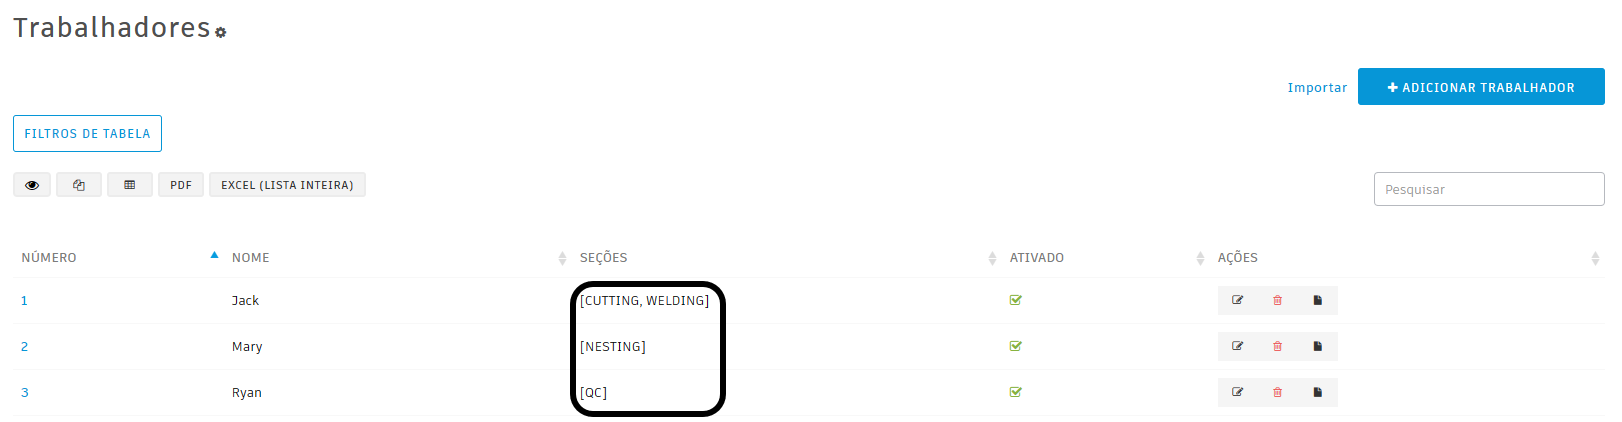 Trabalhadores
Importar
ADICIONAR TRABALHADOR
FILTROS DE TABELA
PDF
EXCEL (LISTA INTEIRA)
Pesquisar
NÚMERO NOME SEÇÕES ATIVADO AÇÕES
1 Jack [CUTTING, WELDING]
2 Mary [NESTING]
3 Ryan [QC]